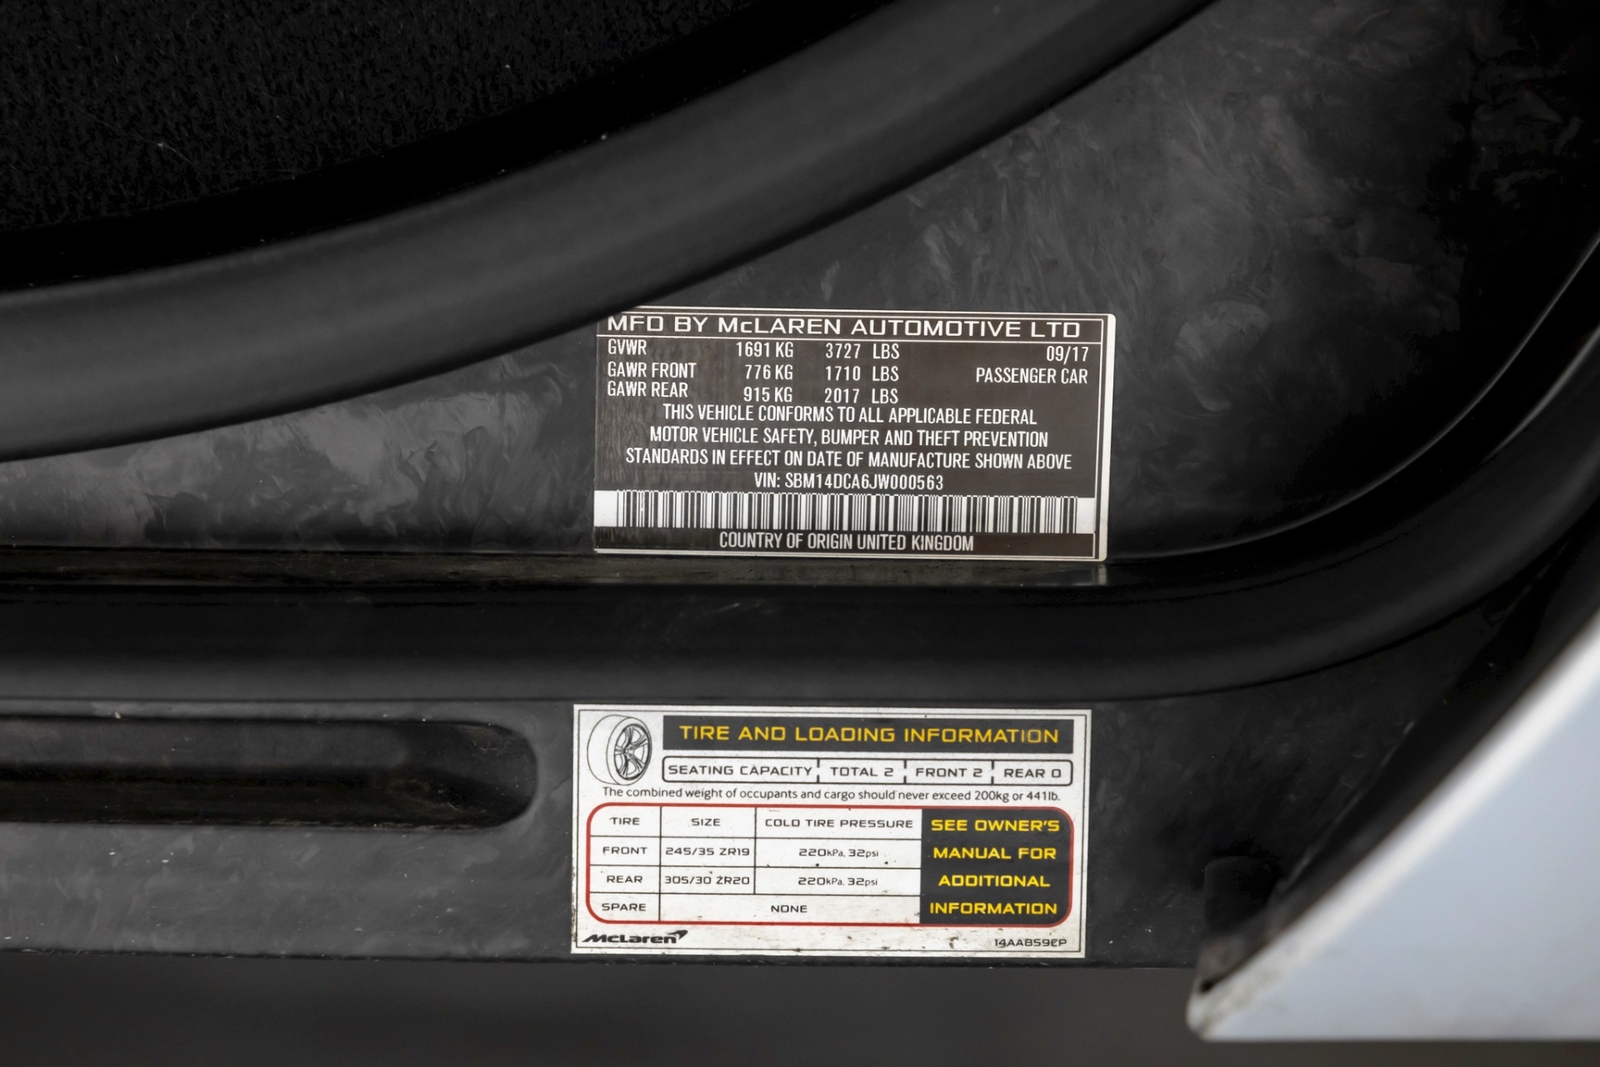 MFD BY McLAREN AUTOMOTIVE LTD
GVWR 1691 KG 3727 LBS 09/17
GAWR FRONT 776 KG 1710 LBS PASSENGER CAR
GAWR REAR 915 KG 2017 LBS
THIS VEHICLE CONFORMS TO ALL APPLICABLE FEDERAL
MOTOR VEHICLE SAFETY, BUMPER AND THEFT PREVENTION
STANDARDS IN EFFECT ON DATE OF MANUFACTURE SHOWN ABOVE
VIN: SBM14DCA6JW000563
COUNTRY OF ORIGIN UNITED KINGDOM
TIRE AND LOADING INFORMATION
SEATING CAPACITY TOTAL 2 FRONT 2 REAR 0
The combined weight of occupants and cargo should never exceed 200kg or 441lb.
TIRE SIZE COLD TIRE PRESSURE SEE OWNER'S
FRONT 245/35 ZR19 220kPa, 32psi MANUAL FOR
REAR 305/30 ZR20 220kPa, 32psi ADDITIONAL
SPARE NONE INFORMATION
McLaren 14AA859EP